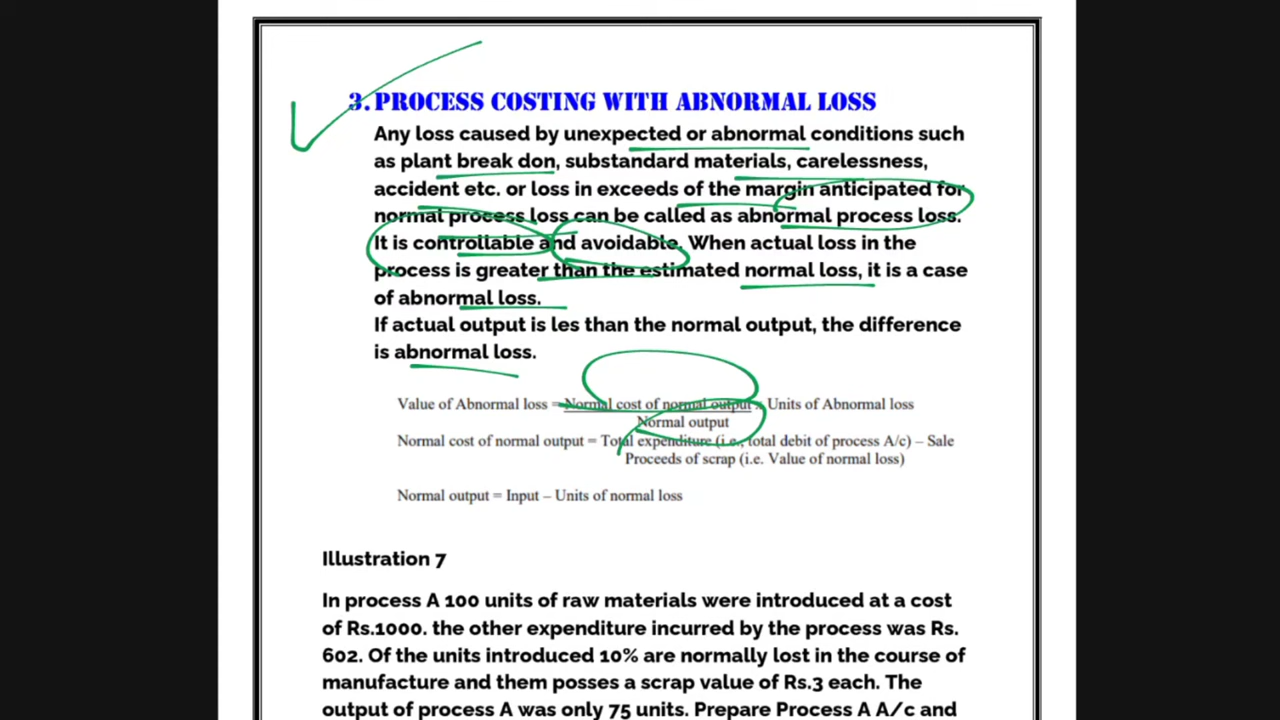 3. PROCESS COSTING WITH ABNORMAL LOSS
Any loss caused by unexpected or abnormal conditions such
as plant break don, substandard materials, carelessness,
accident etc. or loss in exceeds of the margin anticipated for
normal process loss can be called as abnormal process loss.
It is controllable and avoidable. When actual loss in the
process is greater than the estimated normal loss, it is a case
of abnormal loss.
If actual output is les than the normal output, the difference
is abnormal loss.
Value of Abnormal loss = Normal cost of normal output x Units of Abnormal loss
Normal output
Normal cost of normal output = Total expenditure (i.e., total debit of process A/c) – Sale
Proceeds of scrap (i.e. Value of normal loss)
Normal output = Input – Units of normal loss
Illustration 7
In process A 100 units of raw materials were introduced at a cost
of Rs.1000. the other expenditure incurred by the process was Rs.
602. Of the units introduced 10% are normally lost in the course of
manufacture and them posses a scrap value of Rs.3 each. The
output of process A was only 75 units. Prepare Process A A/c and